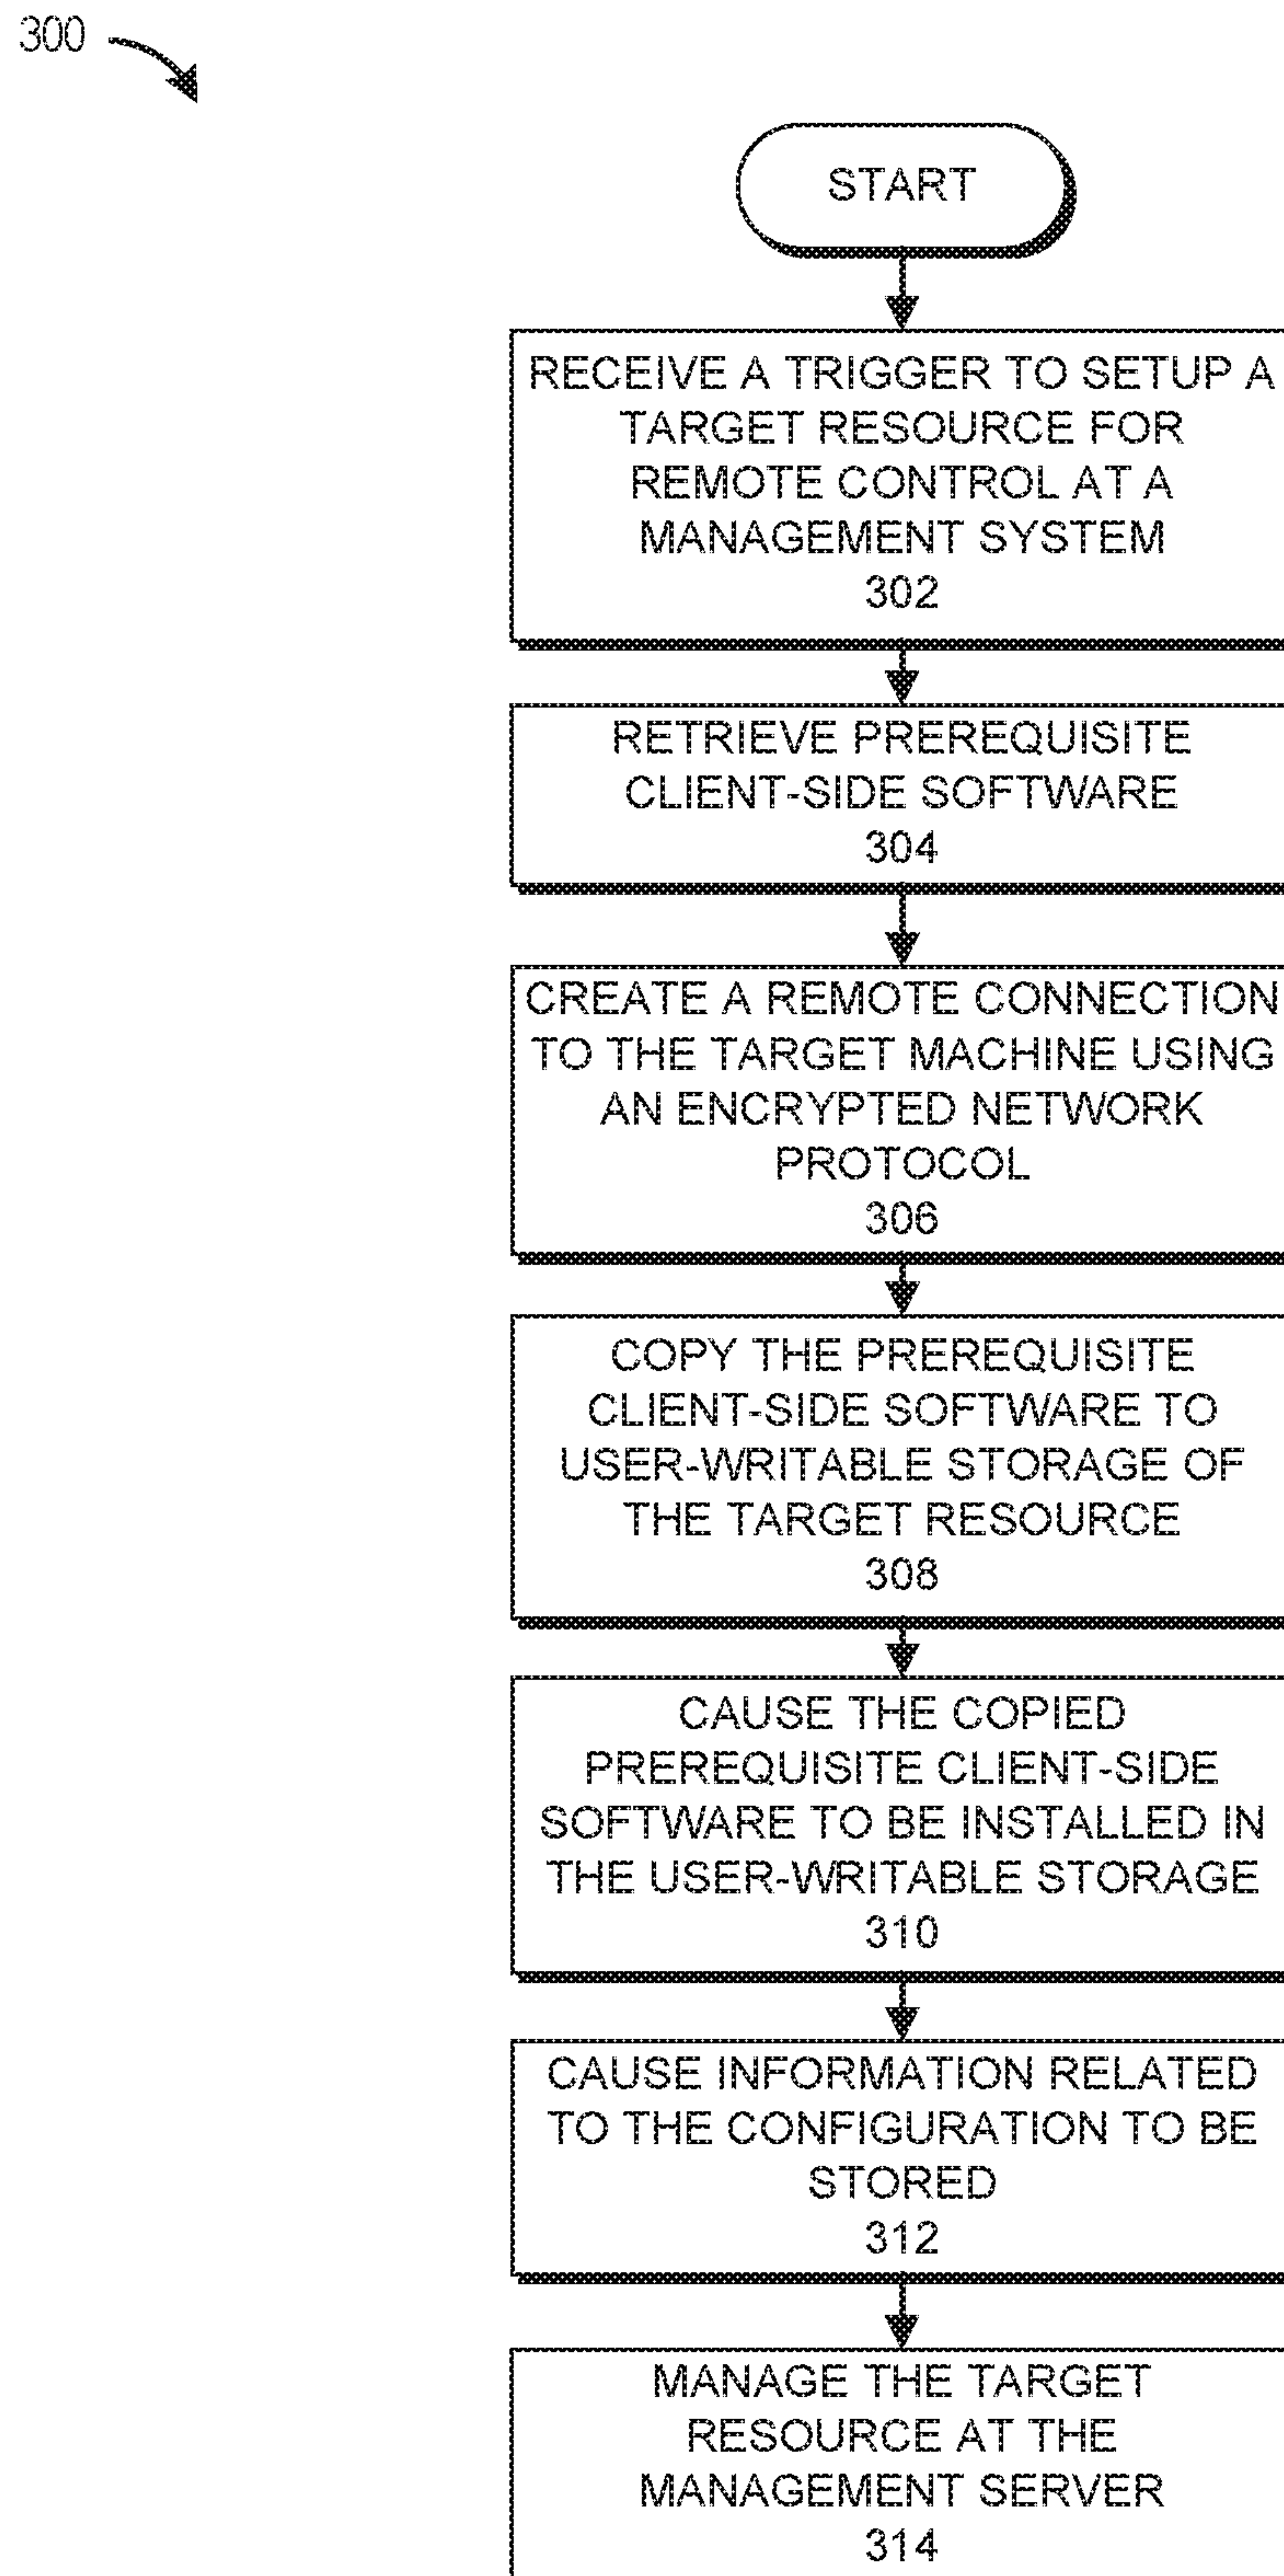 300
START
RECEIVE A TRIGGER TO SETUP A
TARGET RESOURCE FOR
REMOTE CONTROL AT A
MANAGEMENT SYSTEM
302
RETRIEVE PREREQUISITE
CLIENT-SIDE SOFTWARE
304
CREATE A REMOTE CONNECTION
TO THE TARGET MACHINE USING
AN ENCRYPTED NETWORK
PROTOCOL
306
COPY THE PREREQUISITE
CLIENT-SIDE SOFTWARE TO
USER-WRITABLE STORAGE OF
THE TARGET RESOURCE
308
CAUSE THE COPIED
PREREQUISITE CLIENT-SIDE
SOFTWARE TO BE INSTALLED IN
THE USER-WRITABLE STORAGE
310
CAUSE INFORMATION RELATED
TO THE CONFIGURATION TO BE
STORED
312
MANAGE THE TARGET
RESOURCE AT THE
MANAGEMENT SERVER
314